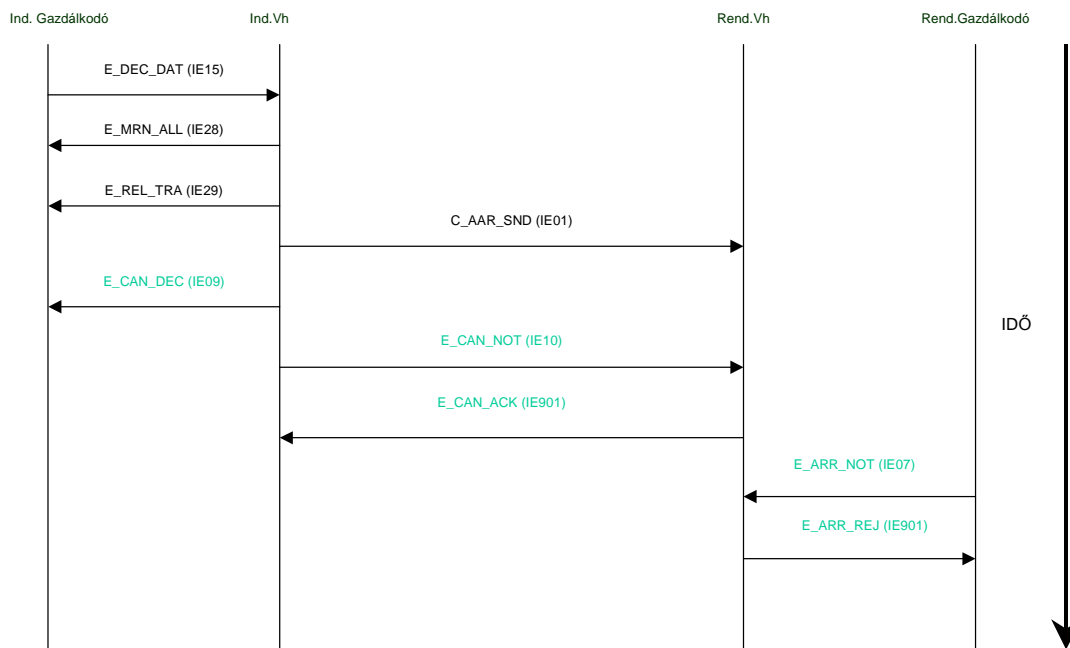 Ind. Gazdálkodó
Ind.Vh
Rend.Vh
Rend.Gazdálkodó
E_DEC_DAT (IE15)
E_MRN_ALL (IE28)
E_REL_TRA (IE29)
C_AAR_SND (IE01)
E_CAN_DEC (IE09)
IDŐ
E_CAN_NOT (IE10)
E_CAN_ACK (IE901)
E_ARR_NOT (IE07)
E_ARR_REJ (IE901)